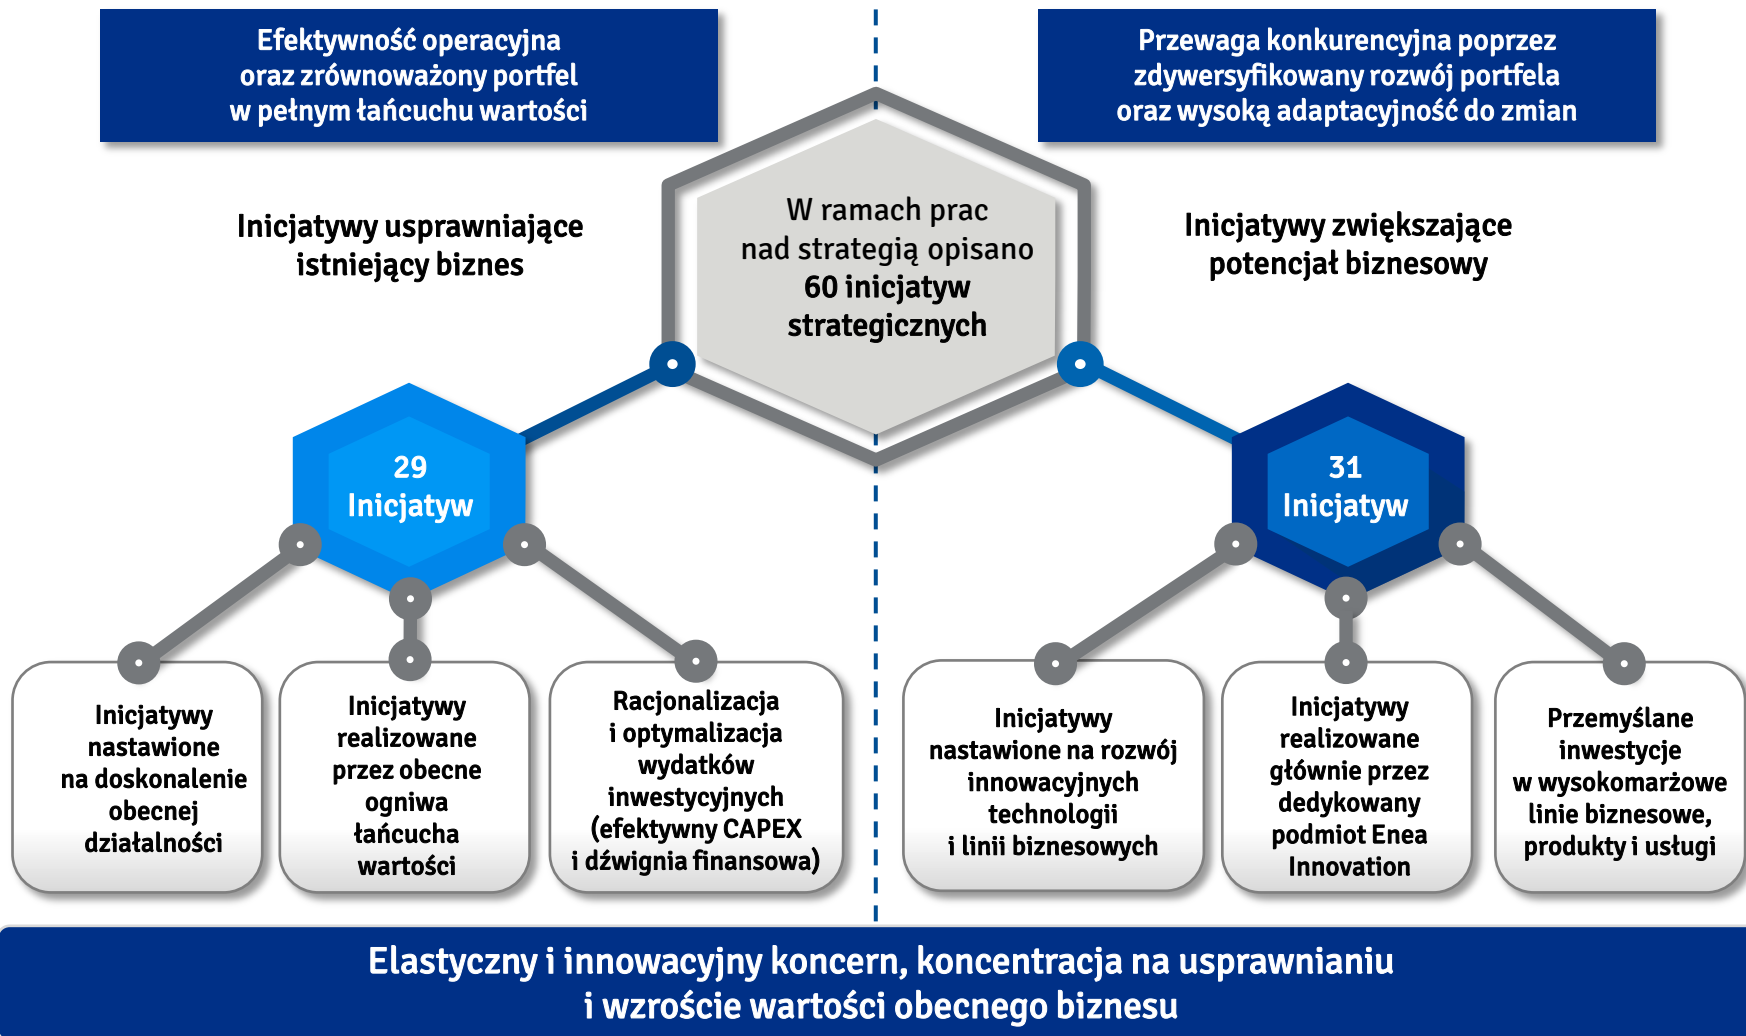 Efektywność operacyjna
oraz zrównoważony portfel
w pełnym łańcuchu wartości
Przewaga konkurencyjna poprzez
zdywersyfikowany rozwój portfela
oraz wysoką adaptacyjność do zmian
Inicjatywy usprawniające
istniejący biznes
W ramach prac
nad strategią opisano
60 inicjatyw
strategicznych
Inicjatywy zwiększające
potencjał biznesowy
29
Inicjatyw
31
Inicjatyw
Inicjatywy
nastawione
na doskonalenie
obecnej
działalności
Inicjatywy
realizowane
przez obecne
ogniwa
łańcucha
wartości
Racjonalizacja
i optymalizacja
wydatków
inwestycyjnych
(efektywny CAPEX
i dźwignia finansowa)
Inicjatywy
nastawione na rozwój
innowacyjnych
technologii
i linii biznesowych
Inicjatywy
realizowane
głównie przez
dedykowany
podmiot Enea
Innovation
Przemyślane
inwestycje
w wysokomarżowe
linie biznesowe,
produkty i usługi
Elastyczny i innowacyjny koncern, koncentracja na usprawnianiu
i wzroście wartości obecnego biznesu